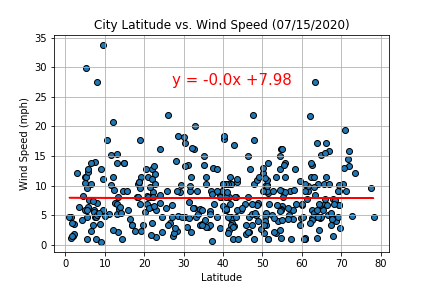 City Latitude vs. Wind Speed (07/15/2020)
35
30
25
20
15
10
5
0
Wind Speed (mph)
y = -0.0x +7.98
0 10 20 30 40 50 60 70 80
Latitude